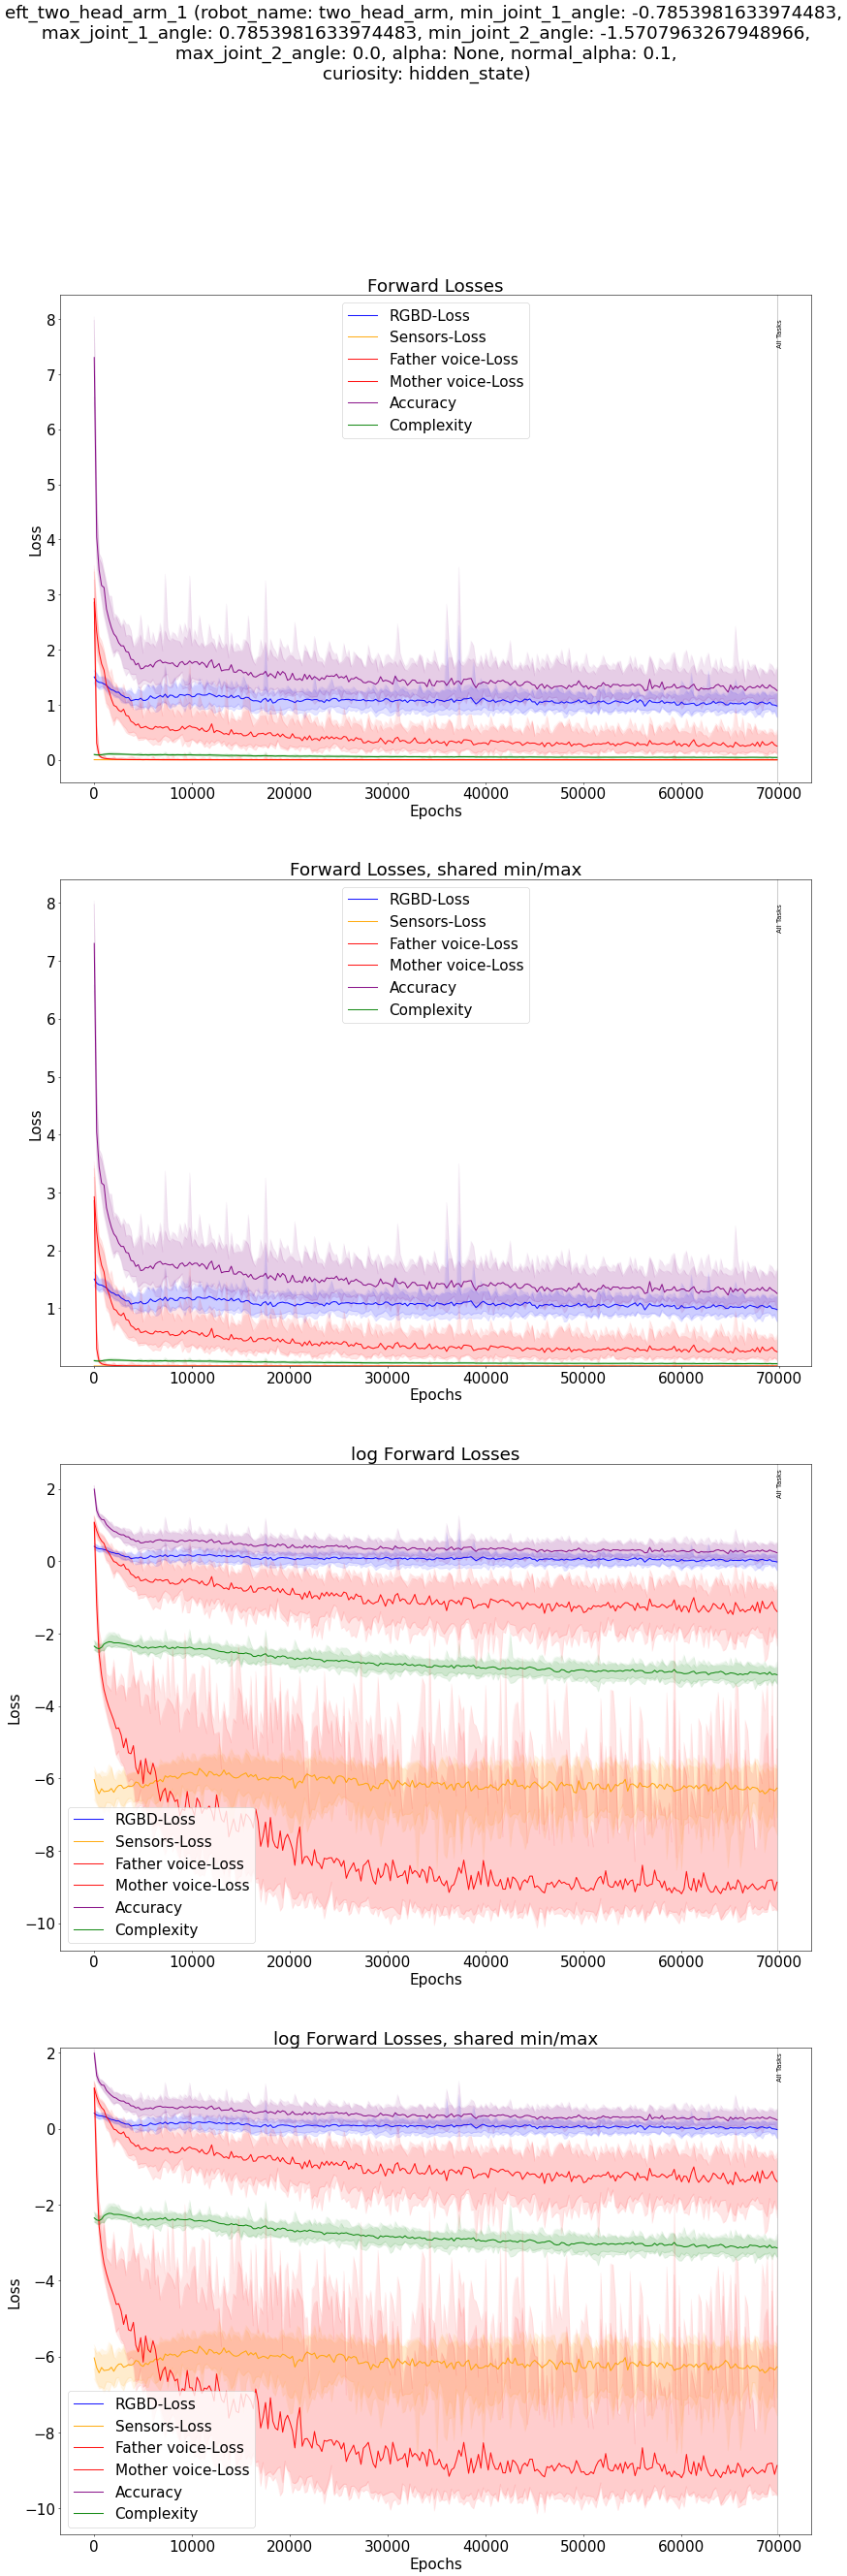 eft_two_head_arm_1 (robot_name: two_head_arm, min_joint_1_angle: -0.7853981633974483,
max_joint_1_angle: 0.7853981633974483, min_joint_2_angle: -1.5707963267948966,
max_joint_2_angle: 0.0, alpha: None, normal_alpha: 0.1,
curiosity: hidden_state)
Forward Losses
RGBD-Loss
Sensors-Loss
Father voice-Loss
Mother voice-Loss
Accuracy
Complexity
All Tasks
Loss
8
7
6
5
4
3
2
1
0
0 10000 20000 30000 40000 50000 60000 70000
Epochs
Forward Losses, shared min/max
RGBD-Loss
Sensors-Loss
Father voice-Loss
Mother voice-Loss
Accuracy
Complexity
All Tasks
Loss
8
7
6
5
4
3
2
1
0 10000 20000 30000 40000 50000 60000 70000
Epochs
log Forward Losses
All Tasks
Loss
2
0
−2
−4
−6
−8
−10
RGBD-Loss
Sensors-Loss
Father voice-Loss
Mother voice-Loss
Accuracy
Complexity
0 10000 20000 30000 40000 50000 60000 70000
Epochs
log Forward Losses, shared min/max
All Tasks
Loss
2
0
−2
−4
−6
−8
−10
RGBD-Loss
Sensors-Loss
Father voice-Loss
Mother voice-Loss
Accuracy
Complexity
0 10000 20000 30000 40000 50000 60000 70000
Epochs